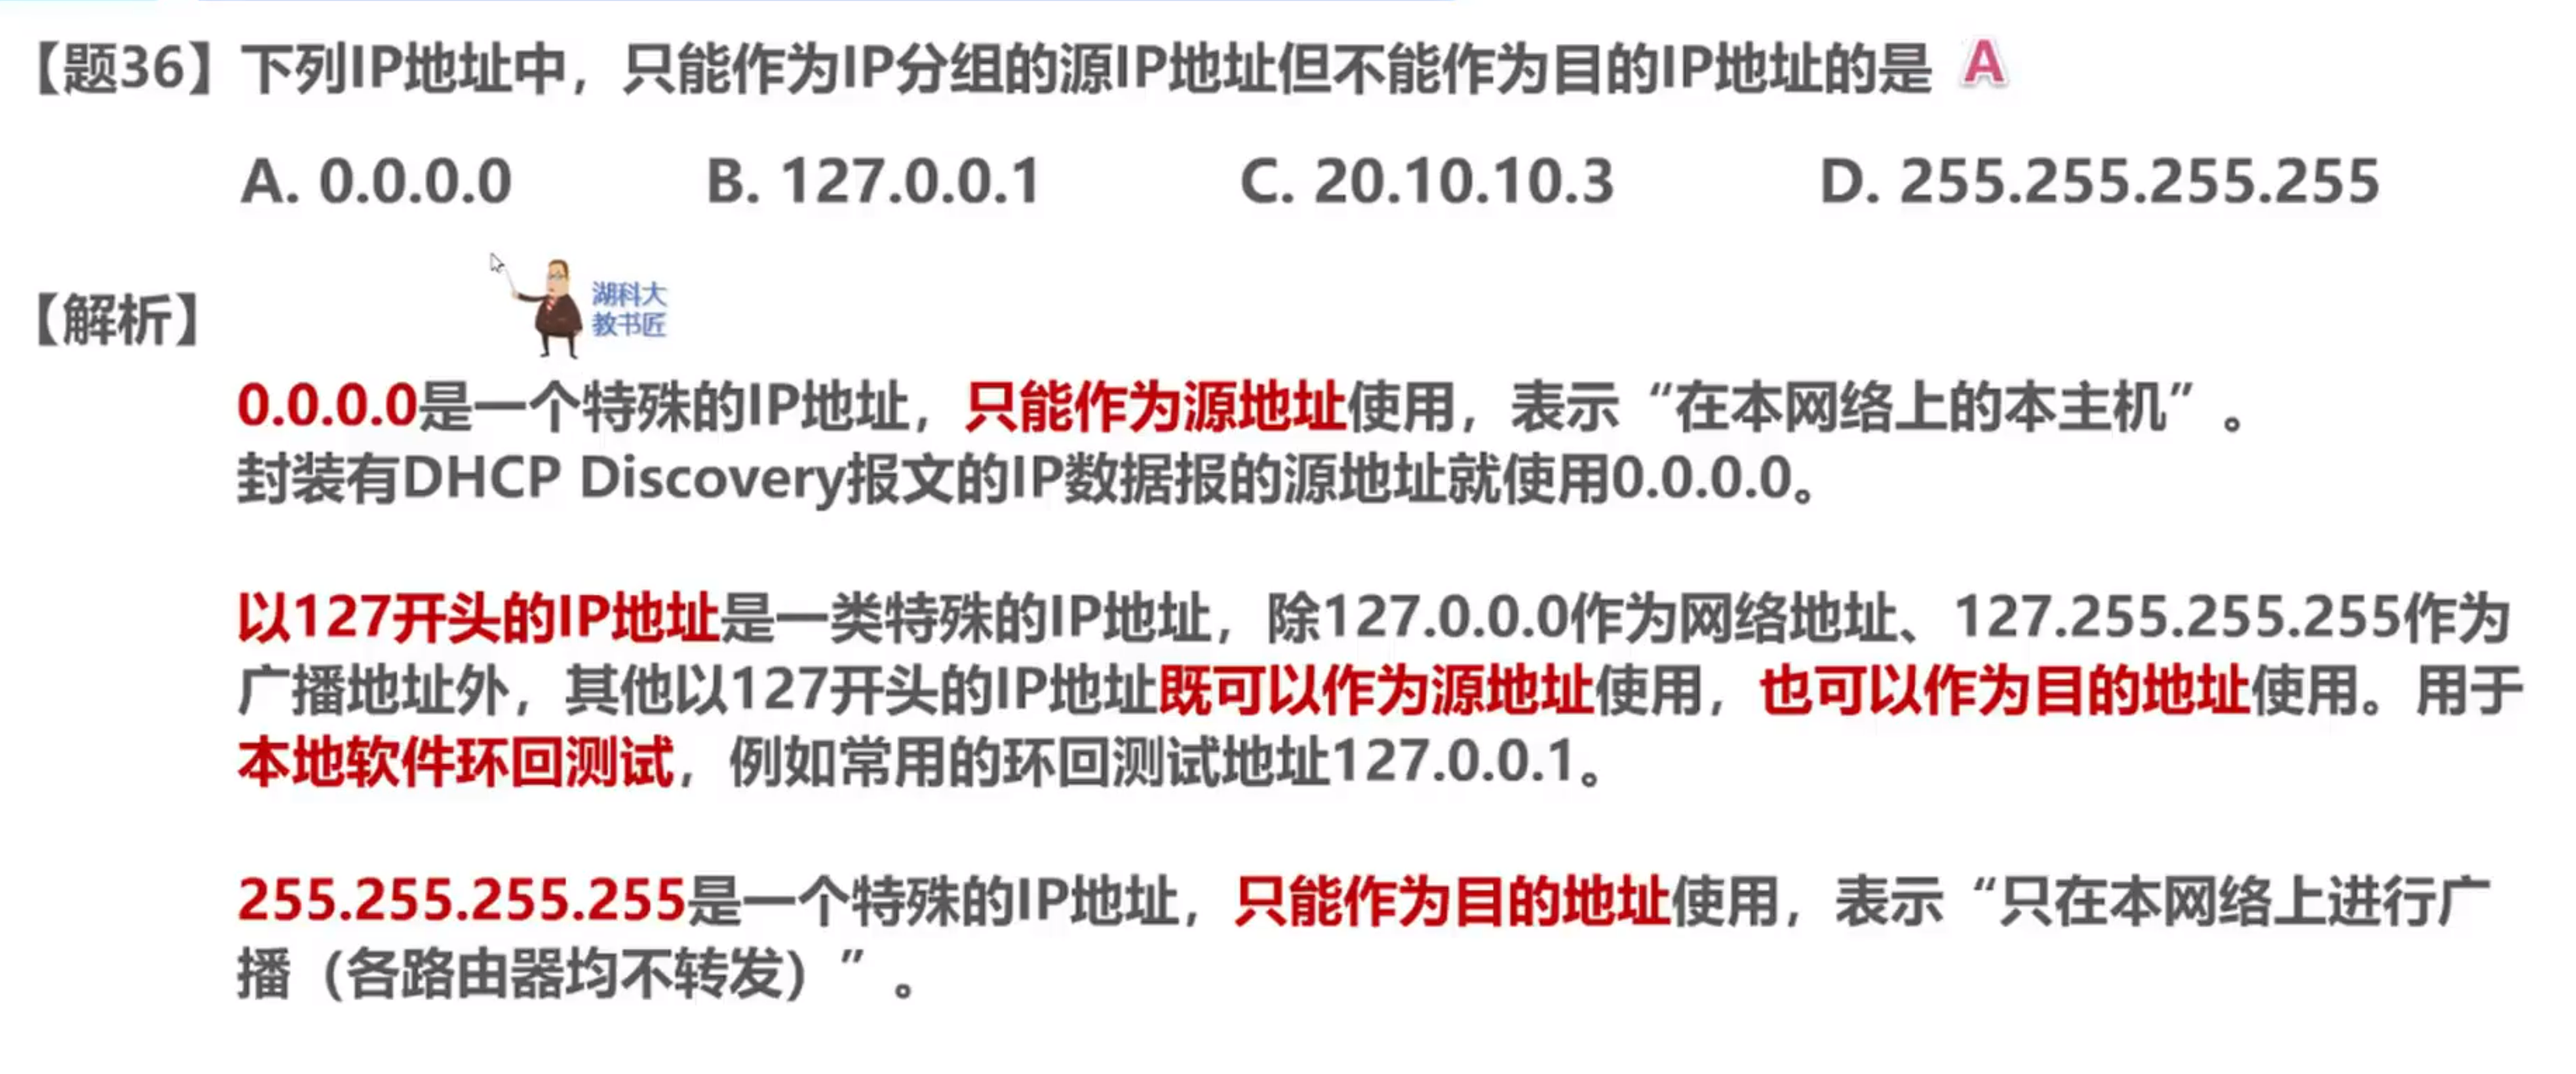 【题36】下列IP地址中，只能作为IP分组的源IP地址但不能作为目的IP地址的是 A
A. 0.0.0.0 B. 127.0.0.1 C. 20.10.10.3 D. 255.255.255.255
湖科大
教书匠
【解析】
0.0.0.0是一个特殊的IP地址，只能作为源地址使用，表示“在本网络上的本主机”。
封装有DHCP Discovery报文的IP数据报的源地址就使用0.0.0.0。
以127开头的IP地址是一类特殊的IP地址，除127.0.0.0作为网络地址、127.255.255.255作为
广播地址外，其他以127开头的IP地址既可以作为源地址使用，也可以作为目的地址使用。用于
本地软件环回测试，例如常用的环回测试地址127.0.0.1。
255.255.255.255是一个特殊的IP地址，只能作为目的地址使用，表示“只在本网络上进行广
播（各路由器均不转发）”。